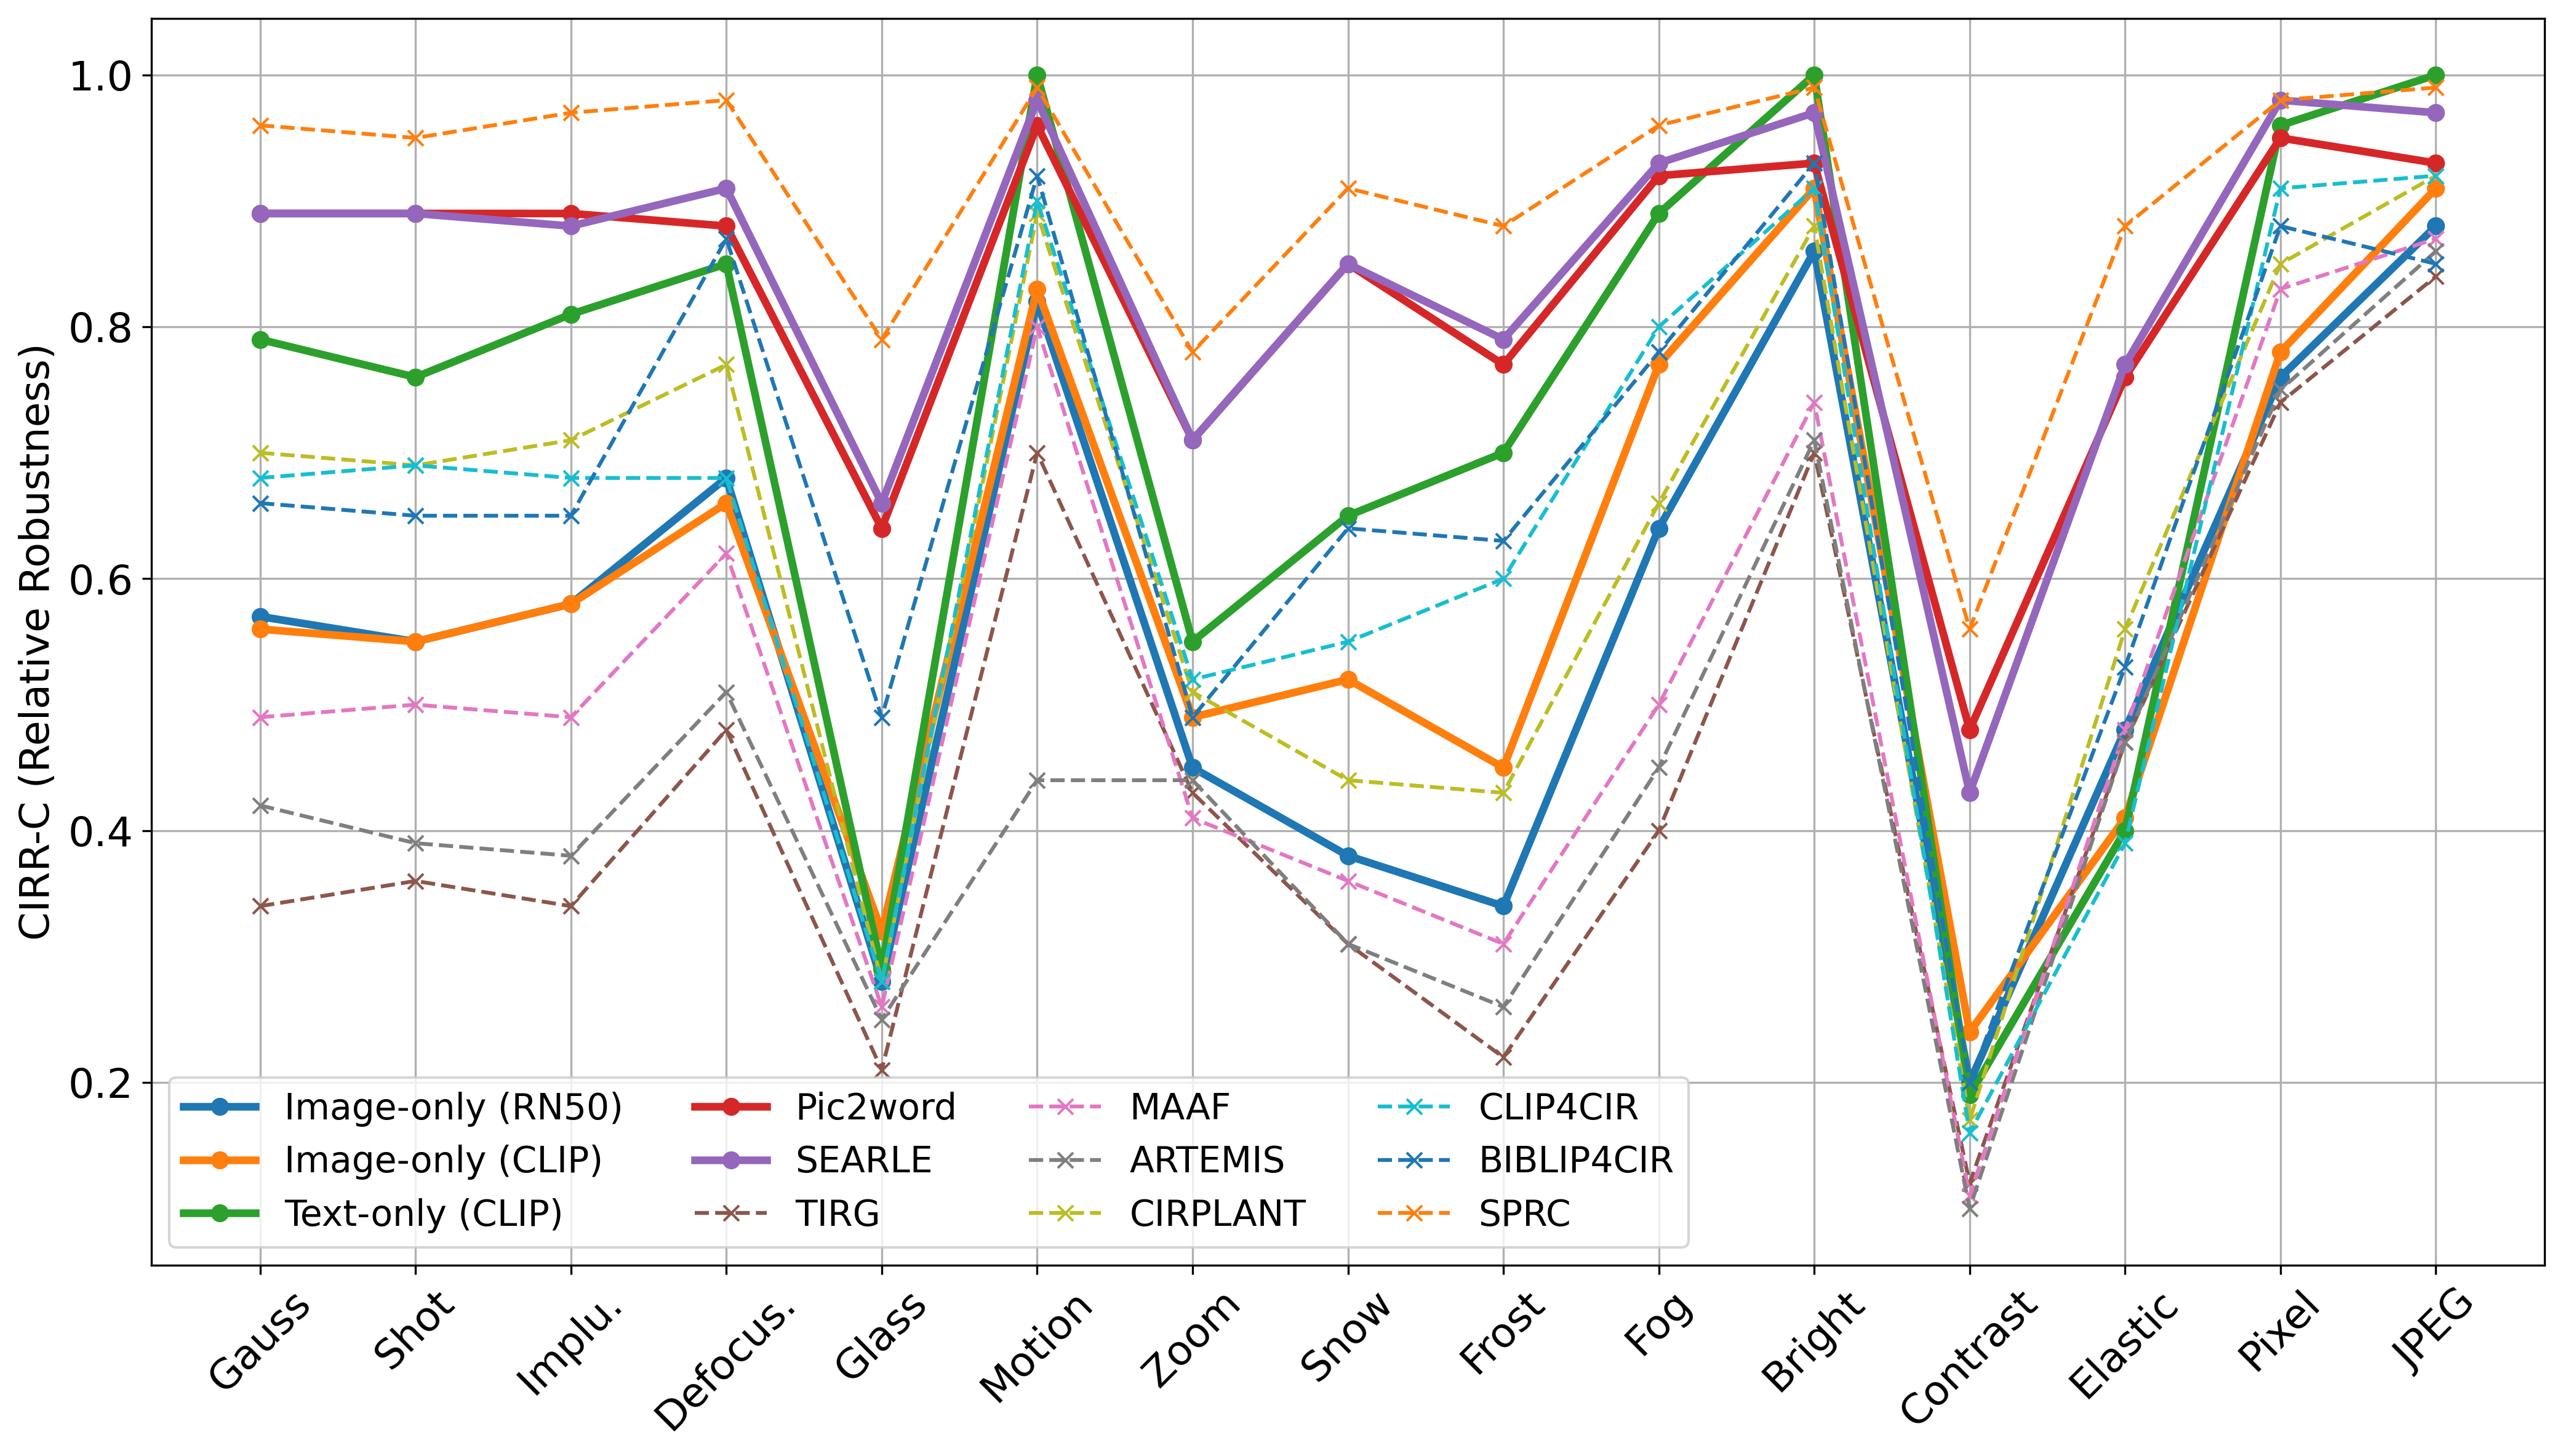 CIRR-C (Relative Robustness)
1.0
0.8
0.6
0.4
0.2
Image-only (RN50)
Image-only (CLIP)
Text-only (CLIP)
Pic2word
SEARLE
TIRG
MAAF
ARTEMIS
CIRPLANT
CLIP4CIR
BIBLIP4CIR
SPRC
Gauss
Shot
Implu.
Defocus.
Glass
Motion
Zoom
Snow
Frost
Fog
Bright
Contrast
Elastic
Pixel
JPEG